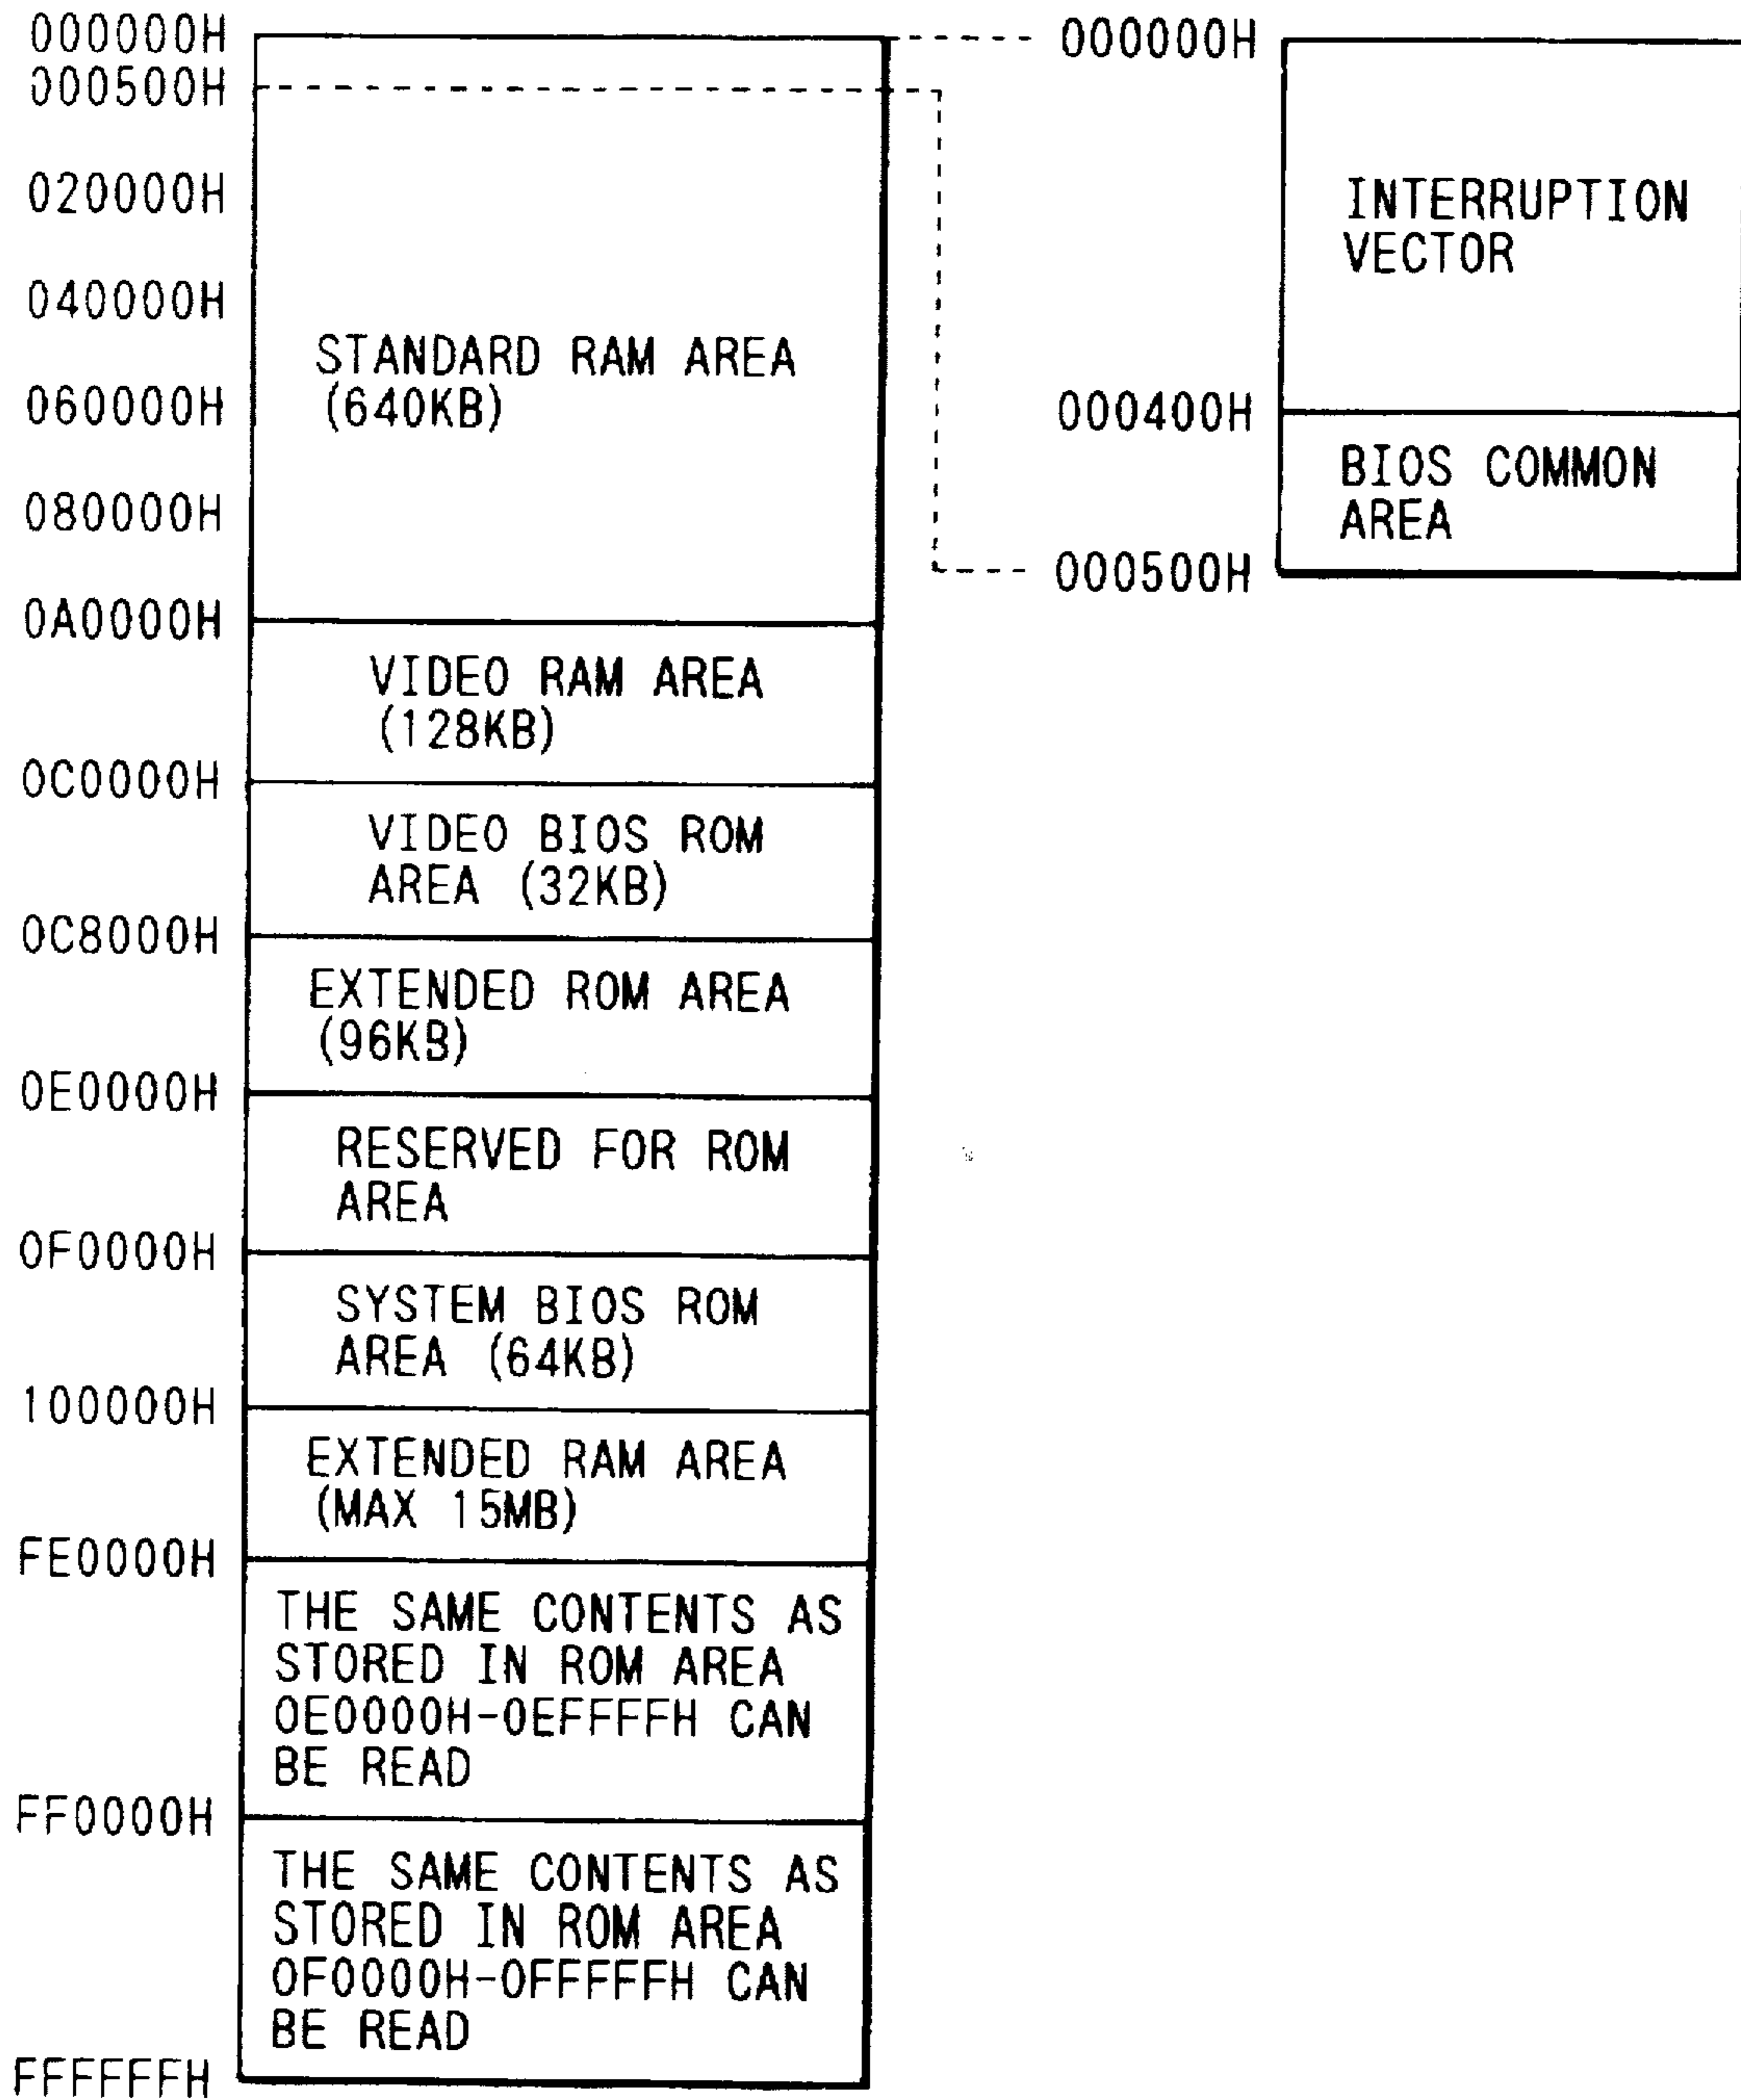 000000H
000500H
020000H
040000H
STANDARD RAM AREA
060000H
(640KB)
080000H
0A0000H
VIDEO RAM AREA
(128KB)
0C0000H
VIDEO BIOS ROM
AREA (32KB)
0C8000H
EXTENDED ROM AREA
(96KB)
0E0000H
RESERVED FOR ROM
AREA
0F0000H
SYSTEM BIOS ROM
AREA (64KB)
100000H
EXTENDED RAM AREA
(MAX 15MB)
FE0000H
THE SAME CONTENTS AS
STORED IN ROM AREA
0E0000H-0EFFFFH CAN
BE READ
FF0000H
THE SAME CONTENTS AS
STORED IN ROM AREA
0F0000H-0FFFFFH CAN
BE READ
FFFFFFH
000000H
INTERRUPTION
VECTOR
000400H
BIOS COMMON
AREA
000500H